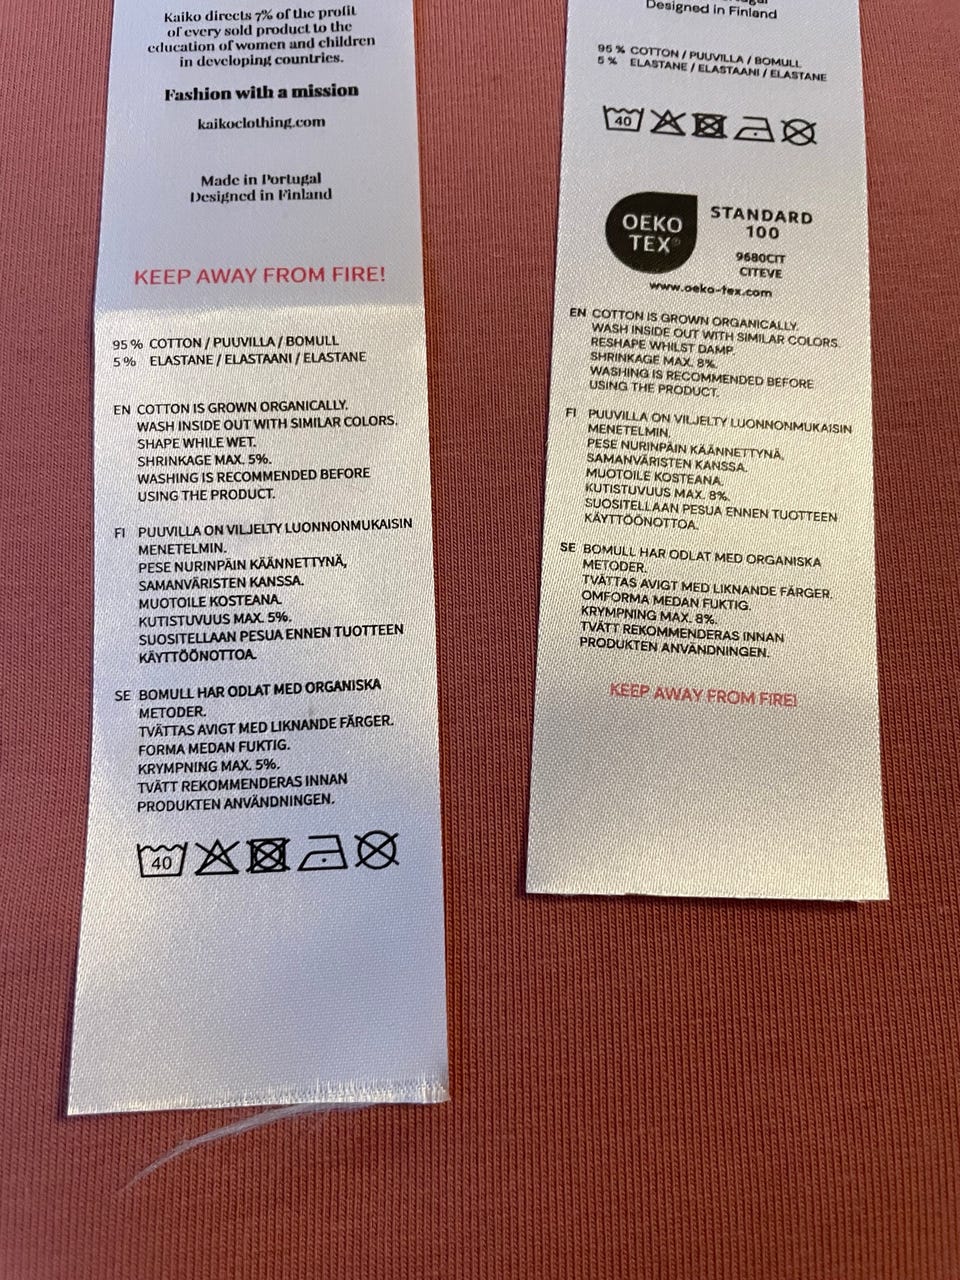 Kaiko directs 7% of the profit
of every sold product to the
education of women and children
in developing countries.
Fashion with a mission
kaikoclothing.com
Made in Portugal
Designed in Finland
KEEP AWAY FROM FIRE!
95 % COTTON / PUUVILLA / BOMULL
5 % ELASTANE / ELASTAANI / ELASTANE
EN COTTON IS GROWN ORGANICALLY.
WASH INSIDE OUT WITH SIMILAR COLORS.
SHAPE WHILE WET.
SHRINKAGE MAX. 5%.
WASHING IS RECOMMENDED BEFORE
USING THE PRODUCT.
FI PUUVILLA ON VILJELTY LUONNONMUKAISIN
MENETELMIN.
PESE NURINPÄIN KÄÄNNETTYNÄ,
SAMANVÄRISTEN KANSSA.
MUOTOILE KOSTEANA.
KUTISTUVUUS MAX. 5%.
SUOSITELLAAN PESUA ENNEN TUOTTEEN
KÄYTTÖÖNOTTOA.
SE BOMULL HAR ODLAT MED ORGANISKA
METODER.
TVÄTTAS AVIGT MED LIKNANDE FÄRGER.
FORMA MEDAN FUKTIG.
KRYMPNING MAX. 5%.
TVÄTT REKOMMENDERAS INNAN
PRODUKTEN ANVÄNDNINGEN.
40
Designed in Finland
95 % COTTON / PUUVILLA / BOMULL
5 % ELASTANE / ELASTAANI / ELASTANE
40
OEKO
TEX®
STANDARD
100
9680CIT
CITEVE
www.oeko-tex.com
EN COTTON IS GROWN ORGANICALLY.
WASH INSIDE OUT WITH SIMILAR COLORS.
RESHAPE WHILST DAMP.
SHRINKAGE MAX. 8%.
WASHING IS RECOMMENDED BEFORE
USING THE PRODUCT.
FI PUUVILLA ON VILJELTY LUONNONMUKAISIN
MENETELMIN.
PESE NURINPÄIN KÄÄNNETTYNÄ,
SAMANVÄRISTEN KANSSA.
MUOTOILE KOSTEANA.
KUTISTUVUUS MAX. 8%.
SUOSITELLAAN PESUA ENNEN TUOTTEEN
KÄYTTÖÖNOTTOA.
SE BOMULL HAR ODLAT MED ORGANISKA
METODER.
TVÄTTAS AVIGT MED LIKNANDE FÄRGER.
OMFORMA MEDAN FUKTIG.
KRYMPNING MAX. 8%.
TVÄTT REKOMMENDERAS INNAN
PRODUKTEN ANVÄNDNINGEN.
KEEP AWAY FROM FIRE!